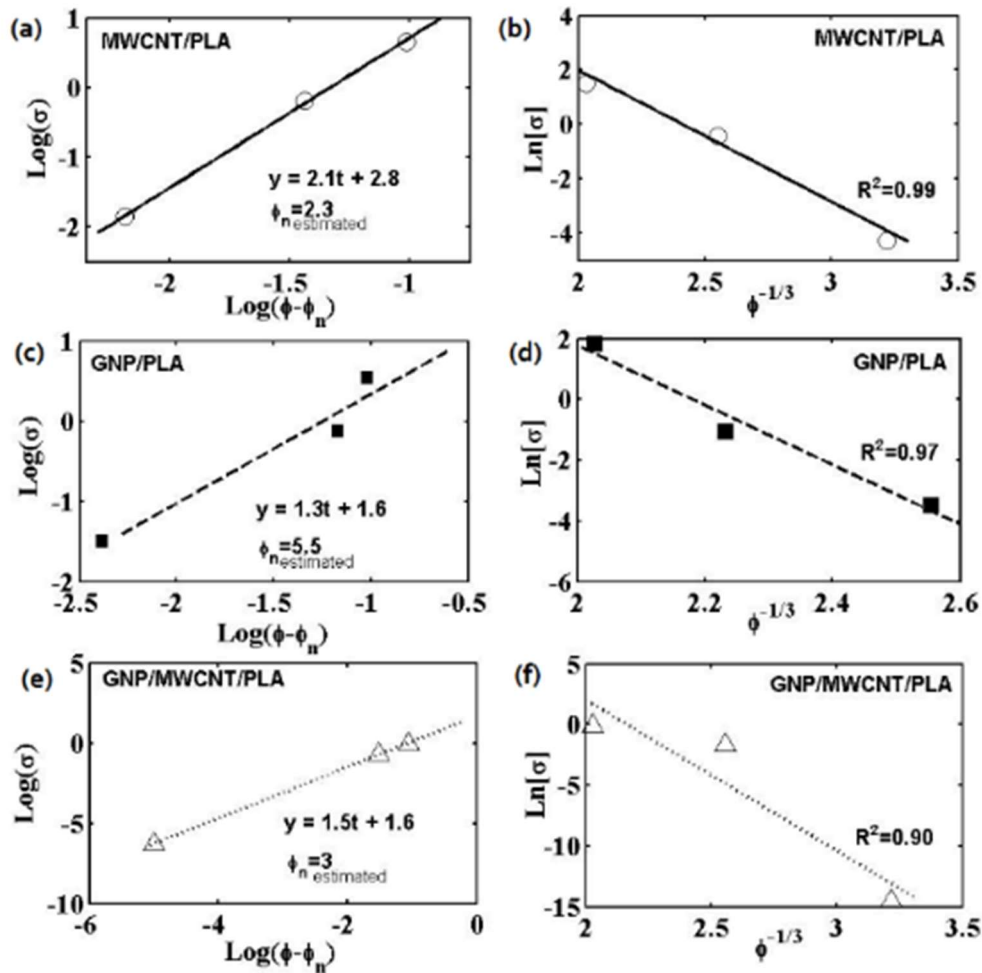 (a)
MWCNT/PLA
y = 2.1t + 2.8
ϕn estimated=2.3
Log(σ)
1
0
-1
-2
-2
-1.5
-1
Log(ϕ-ϕn)
(b)
MWCNT/PLA
R²=0.99
Ln[σ]
4
2
0
-2
-4
2
2.5
3
3.5
ϕ-1/3
(c)
GNP/PLA
y = 1.3t + 1.6
ϕn estimated=5.5
Log(σ)
1
0
-1
-2
-2.5
-2
-1.5
-1
-0.5
Log(ϕ-ϕn)
(d)
GNP/PLA
R²=0.97
Ln[σ]
2
0
-2
-4
-6
2
2.2
2.4
2.6
ϕ-1/3
(e)
GNP/MWCNT/PLA
y = 1.5t + 1.6
ϕn estimated=3
Log(σ)
5
0
-5
-10
-6
-4
-2
0
Log(ϕ-ϕn)
(f)
GNP/MWCNT/PLA
R²=0.90
Ln[σ]
5
0
-5
-10
-15
2
2.5
3
3.5
ϕ-1/3